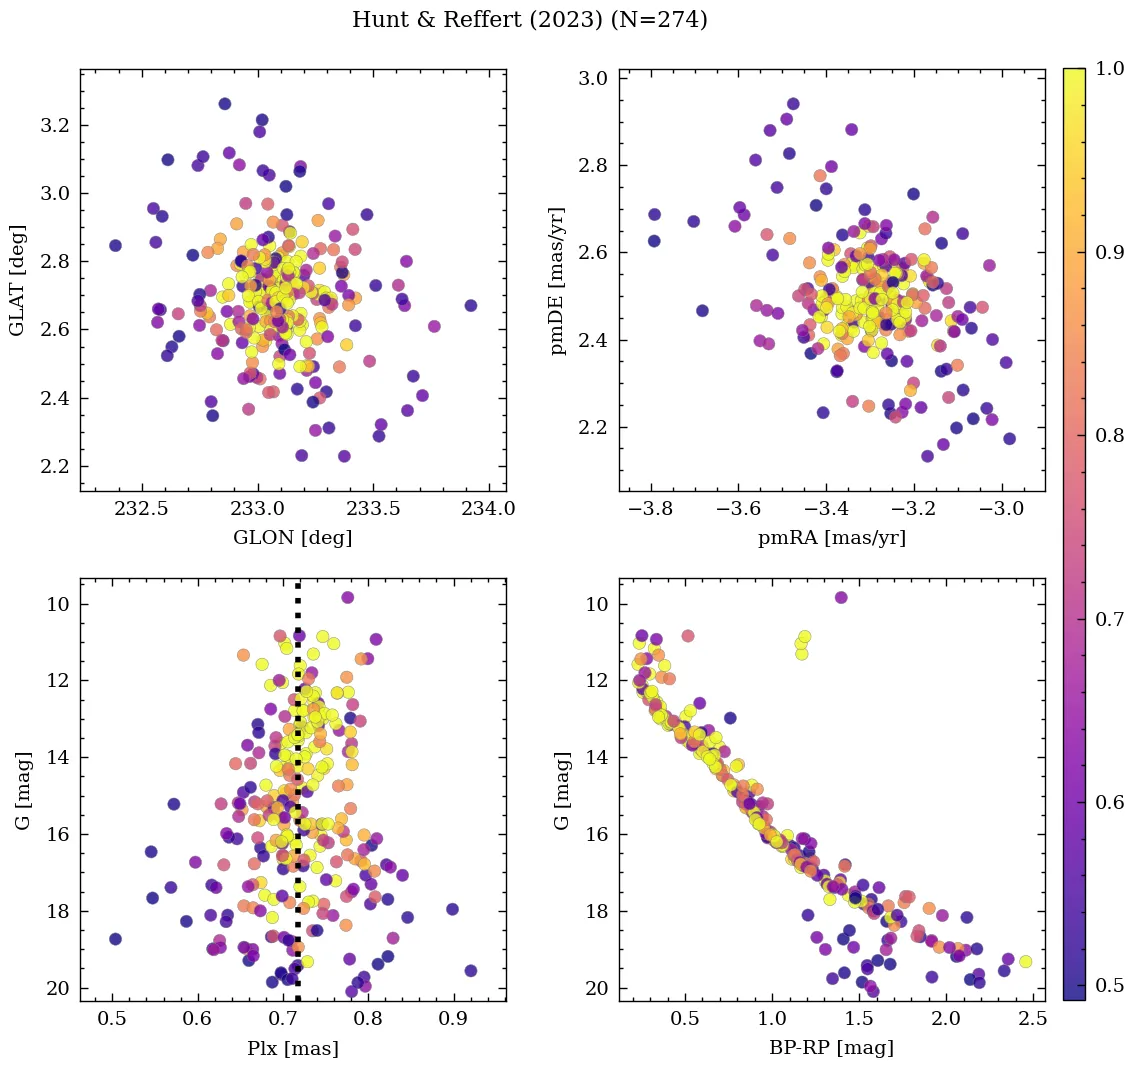 Hunt & Reffert (2023) (N=274)
3.2
3.0
2.8
2.6
2.4
2.2
GLAT [deg]
232.5 233.0 233.5 234.0
GLON [deg]
3.0
2.8
2.6
2.4
2.2
pmDE [mas/yr]
−3.8 −3.6 −3.4 −3.2 −3.0
pmRA [mas/yr]
10
12
14
16
18
20
G [mag]
0.5 0.6 0.7 0.8 0.9
Plx [mas]
10
12
14
16
18
20
G [mag]
0.5 1.0 1.5 2.0 2.5
BP-RP [mag]
1.0
0.9
0.8
0.7
0.6
0.5